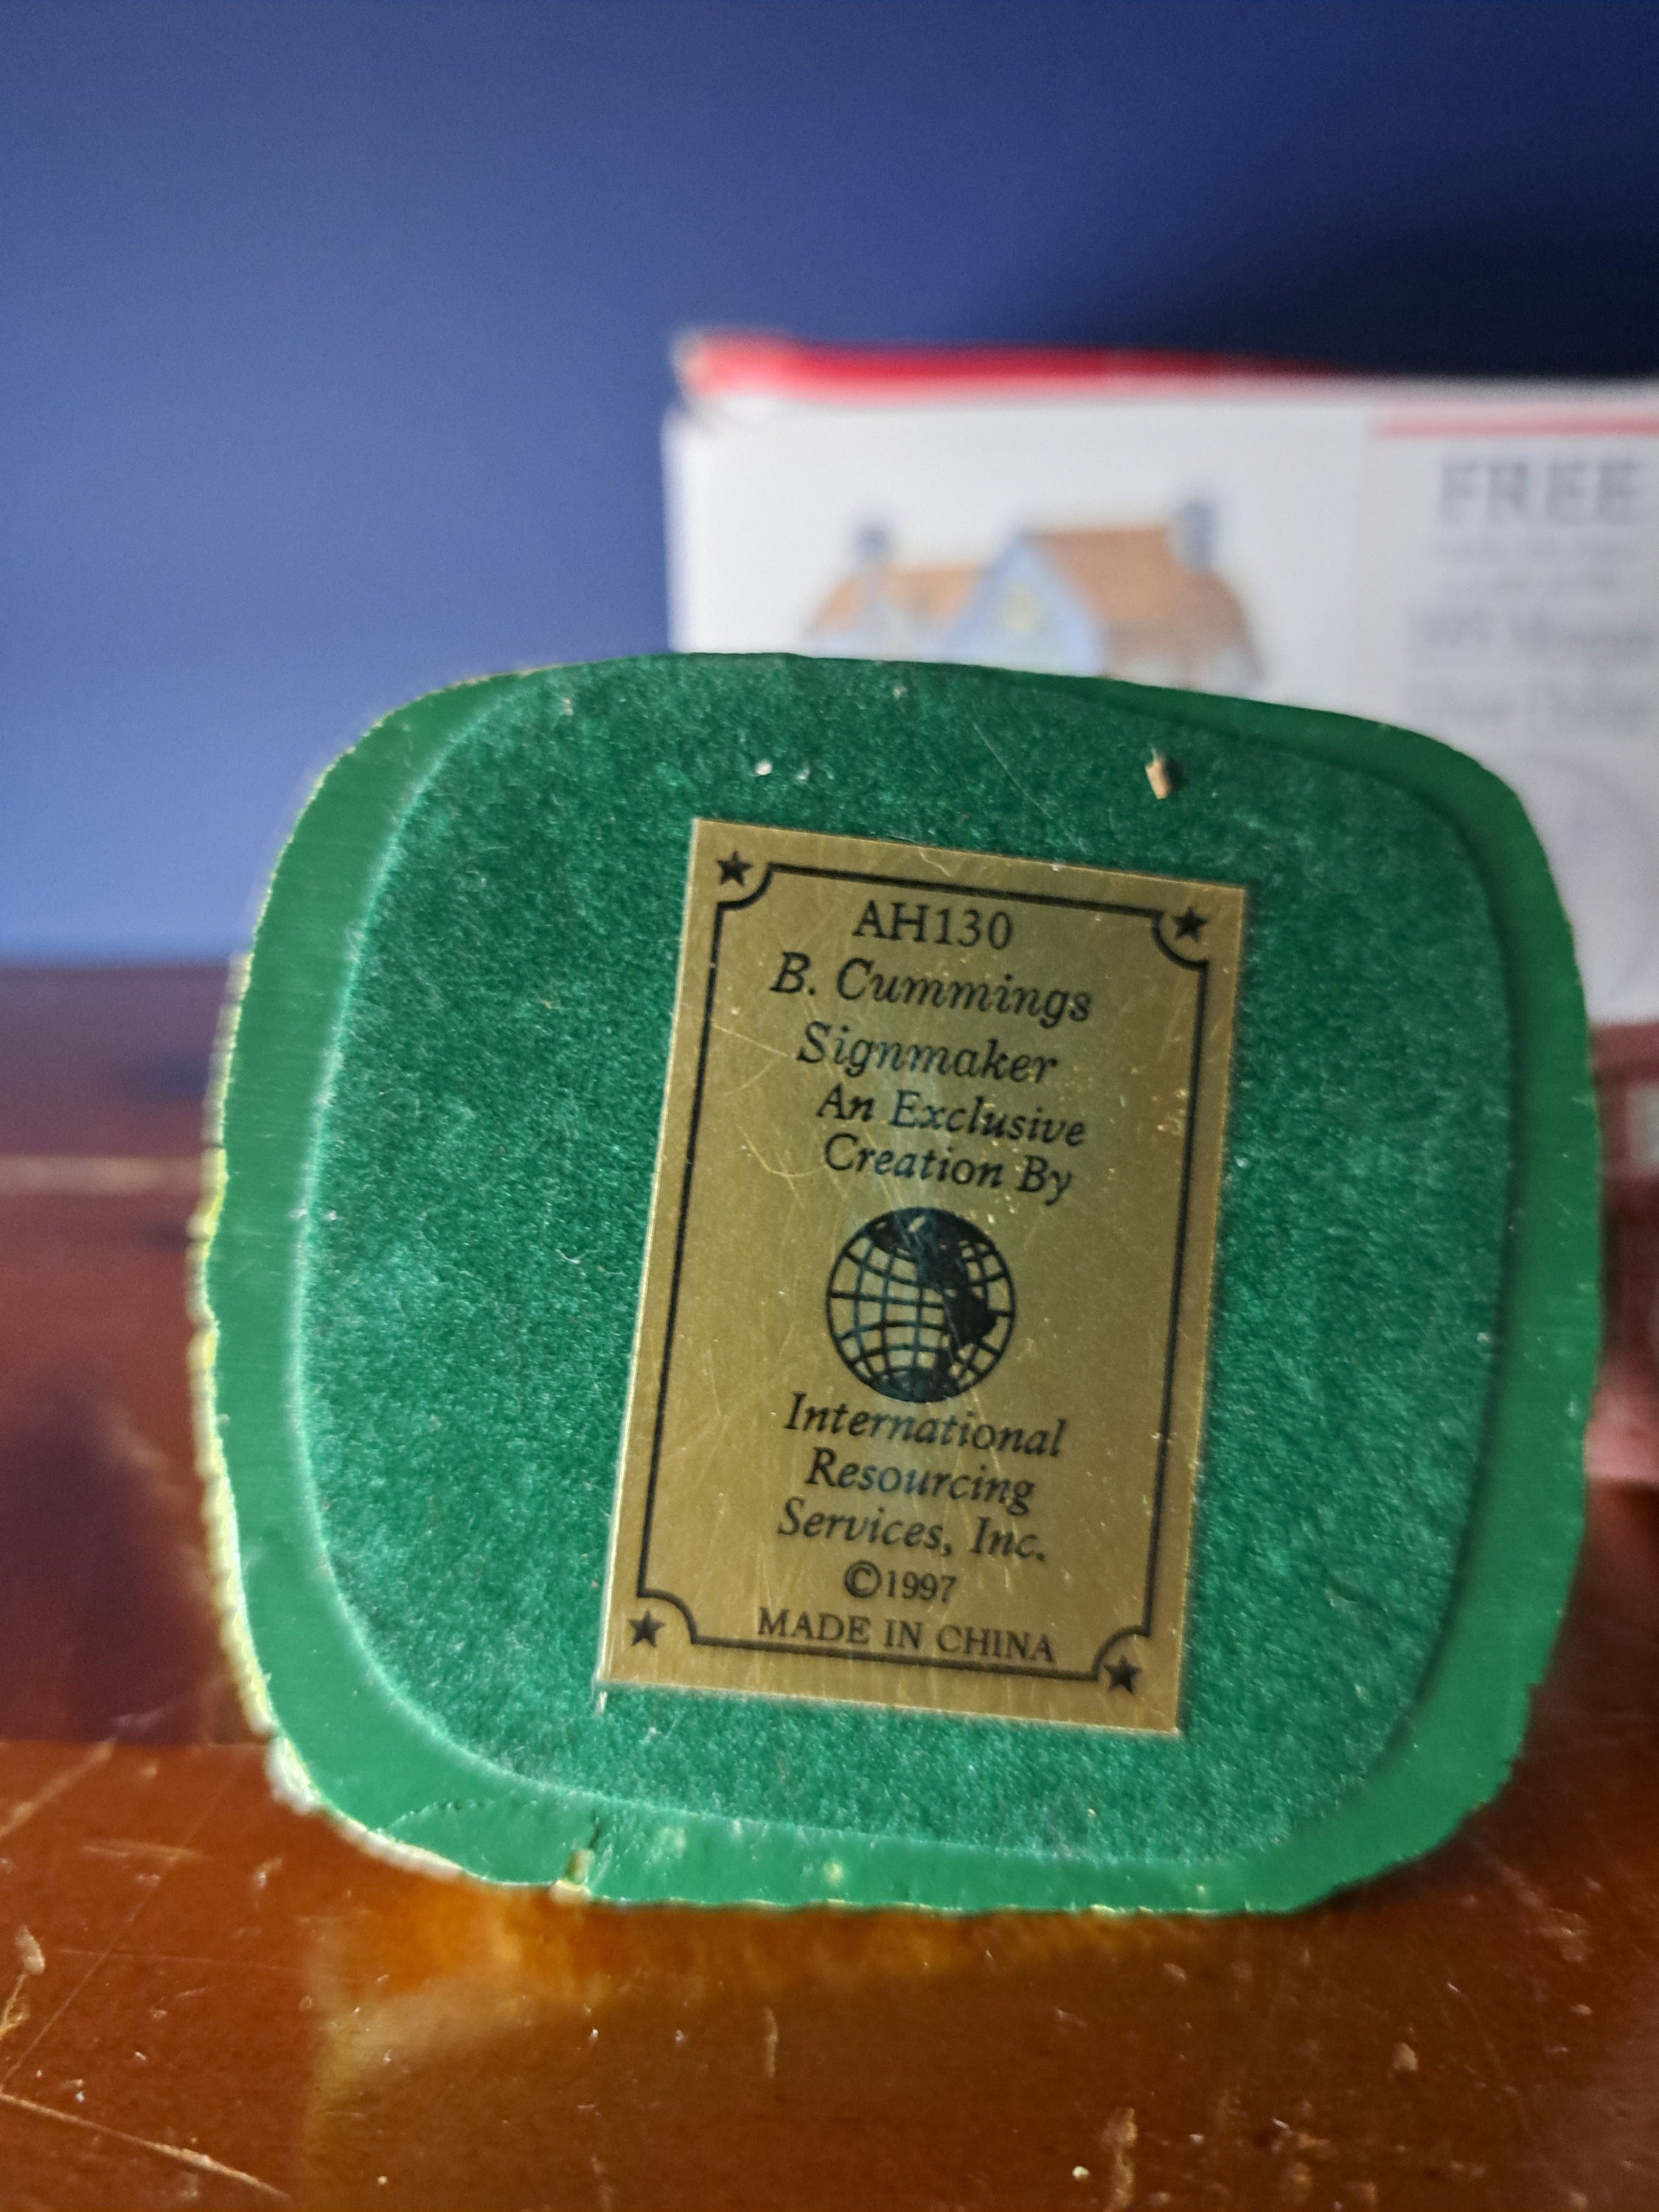 FREE
AH130
B. Cummings
Signmaker
An Exclusive
Creation By
International
Resourcing
Services, Inc.
©1997
MADE IN CHINA